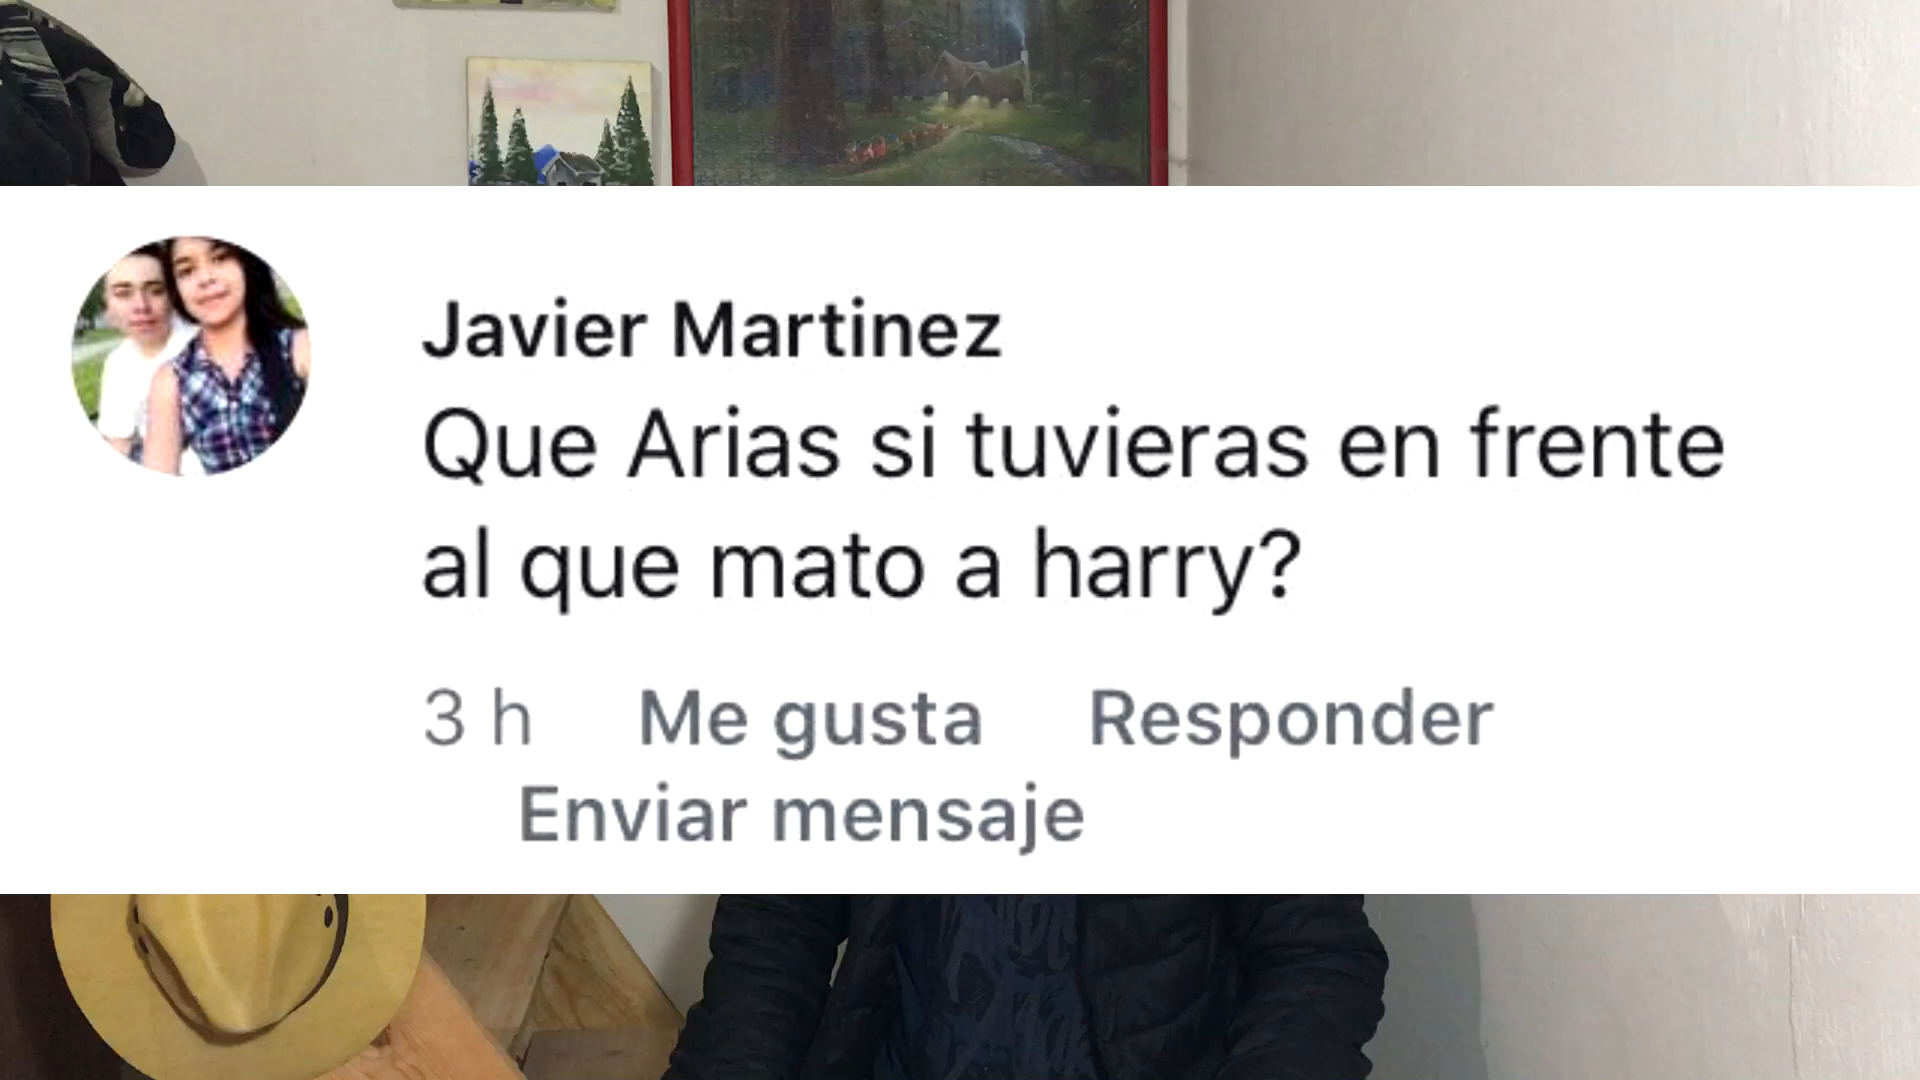 Javier Martinez
Que Arias si tuvieras en frente
al que mato a harry?
3 h Me gusta Responder
Enviar mensaje